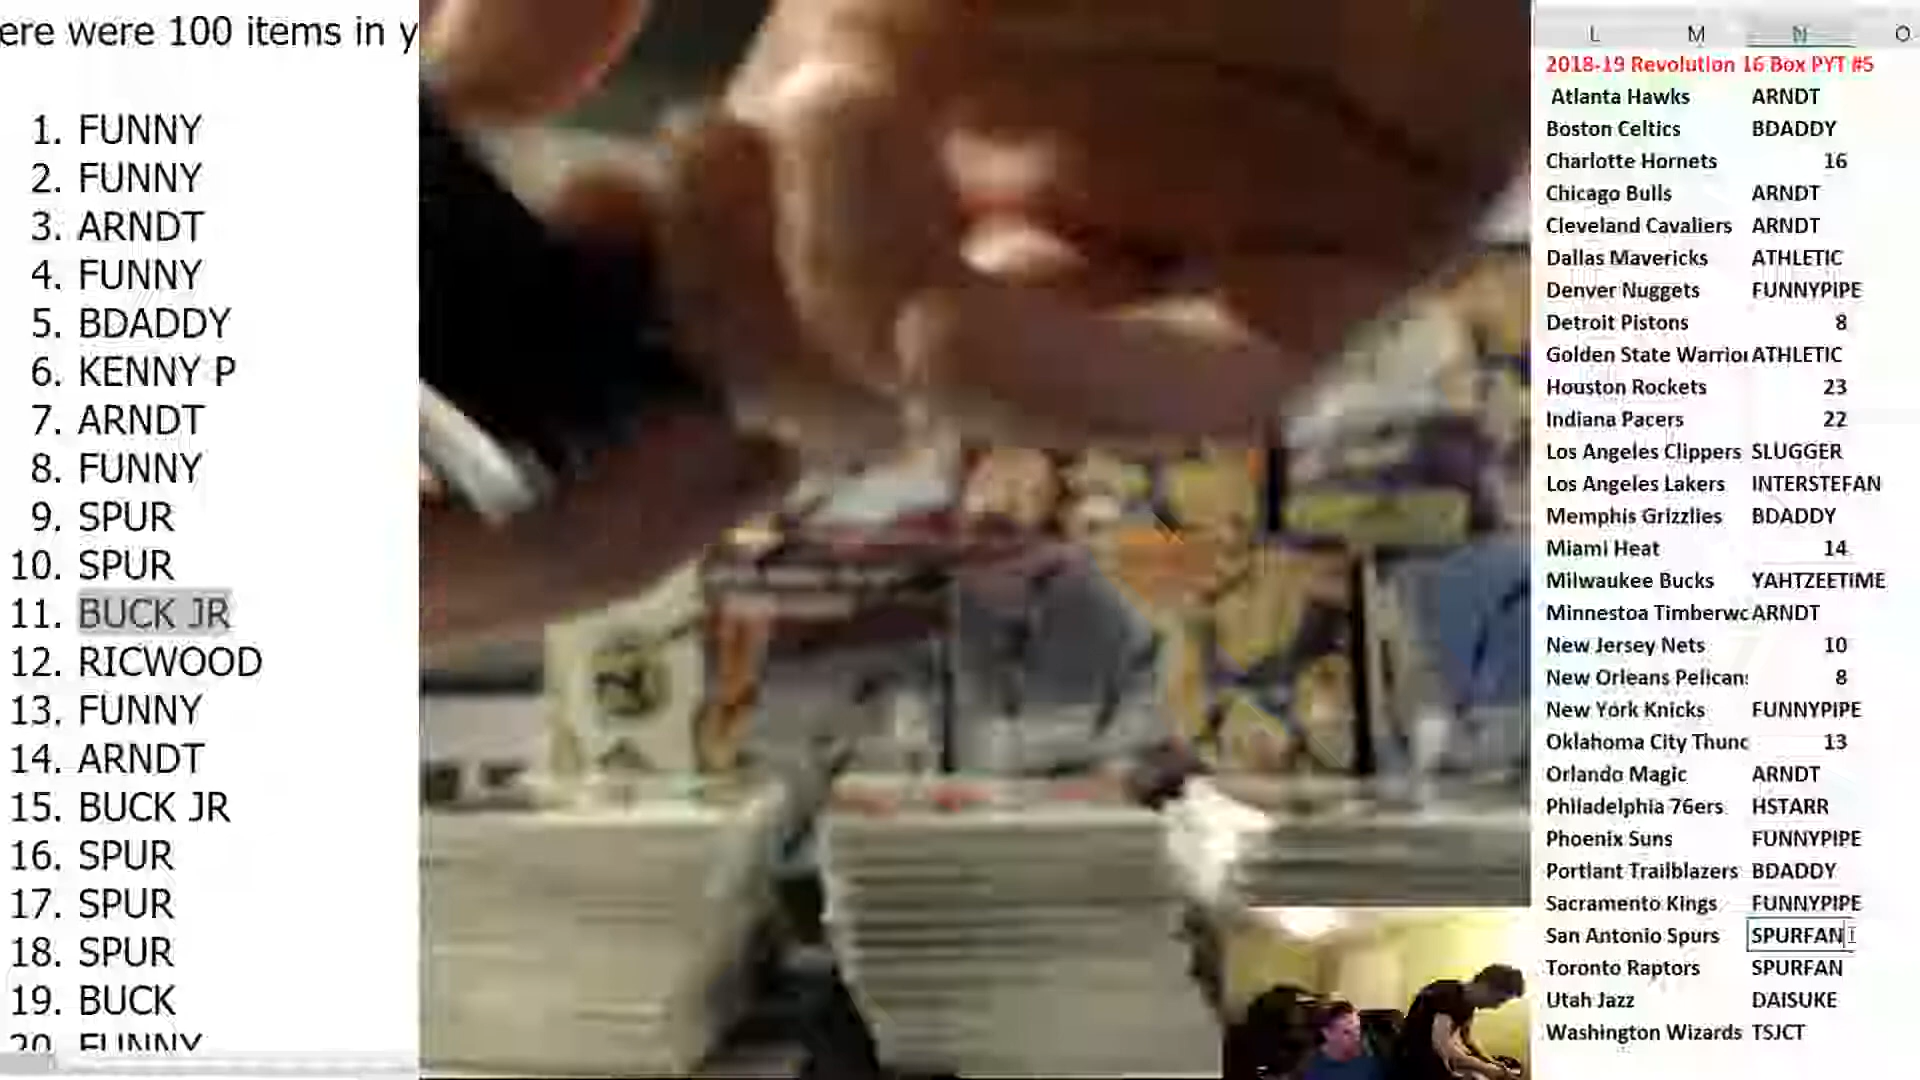 ere were 100 items in y
1. FUNNY
2. FUNNY
3. ARNDT
4. FUNNY
5. BDADDY
6. KENNY P
7. ARNDT
8. FUNNY
9. SPUR
10. SPUR
11. BUCK JR
12. RICWOOD
13. FUNNY
14. ARNDT
15. BUCK JR
16. SPUR
17. SPUR
18. SPUR
19. BUCK
20. FUNNY
L M N O
2018-19 Revolution 16 Box PYT #5
Atlanta Hawks ARNDT
Boston Celtics BDADDY
Charlotte Hornets 16
Chicago Bulls ARNDT
Cleveland Cavaliers ARNDT
Dallas Mavericks ATHLETIC
Denver Nuggets FUNNYPIPE
Detroit Pistons 8
Golden State Warrior ATHLETIC
Houston Rockets 23
Indiana Pacers 22
Los Angeles Clippers SLUGGER
Los Angeles Lakers INTERSTEFAN
Memphis Grizzlies BDADDY
Miami Heat 14
Milwaukee Bucks YAHTZEETIME
Minnestoa Timberwo ARNDT
New Jersey Nets 10
New Orleans Pelicans 8
New York Knicks FUNNYPIPE
Oklahoma City Thunc 13
Orlando Magic ARNDT
Philadelphia 76ers HSTARR
Phoenix Suns FUNNYPIPE
Portlant Trailblazers BDADDY
Sacramento Kings FUNNYPIPE
San Antonio Spurs SPURFAN
Toronto Raptors SPURFAN
Utah Jazz DAISUKE
Washington Wizards TSJCT